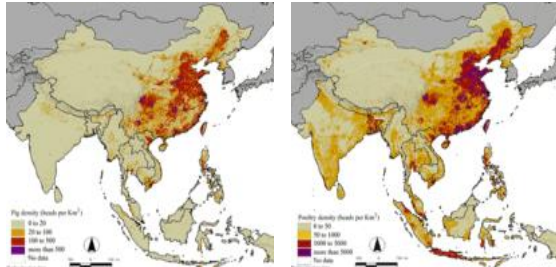 Pig density (heads per Km²)
0 to 20
20 to 100
100 to 500
more than 500
No data
Poultry density (heads per Km²)
0 to 50
50 to 1000
1000 to 5000
more than 5000
No data